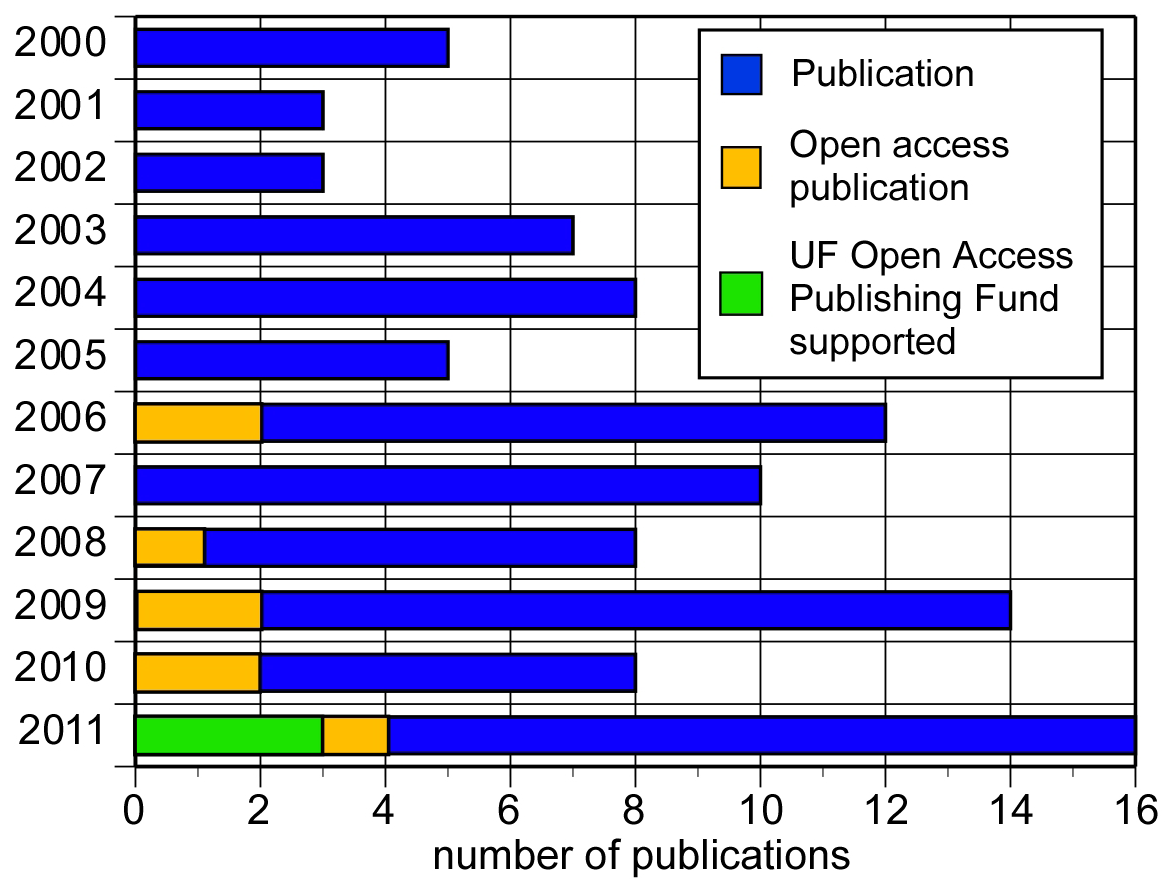 2000
2001
2002
2003
2004
2005
2006
2007
2008
2009
2010
2011
Publication
Open access
publication
UF Open Access
Publishing Fund
supported
0 2 4 6 8 10 12 14 16
number of publications